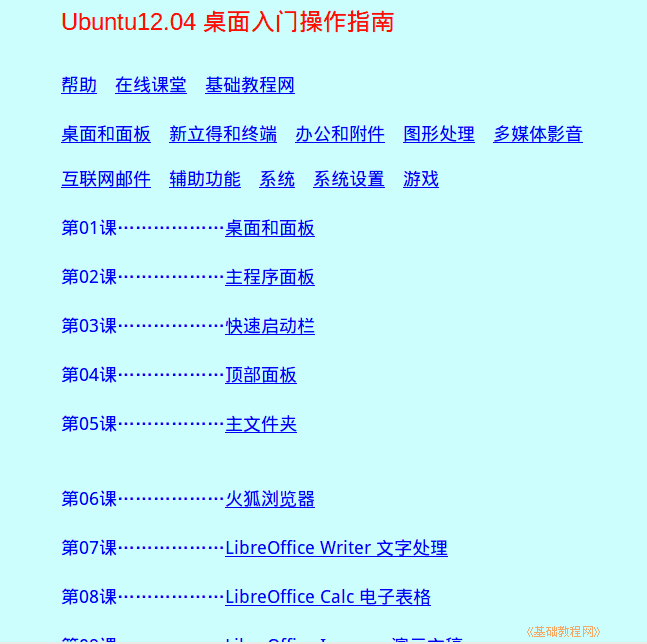 Ubuntu12.04 桌面入门操作指南
帮助 在线课堂 基础教程网
桌面和面板 新立得和终端 办公和附件 图形处理 多媒体影音
互联网邮件 辅助功能 系统 系统设置 游戏
第01课………………桌面和面板
第02课………………主程序面板
第03课………………快速启动栏
第04课………………顶部面板
第05课………………主文件夹
第06课………………火狐浏览器
第07课………………LibreOffice Writer 文字处理
第08课………………LibreOffice Calc 电子表格
《基础教程网》